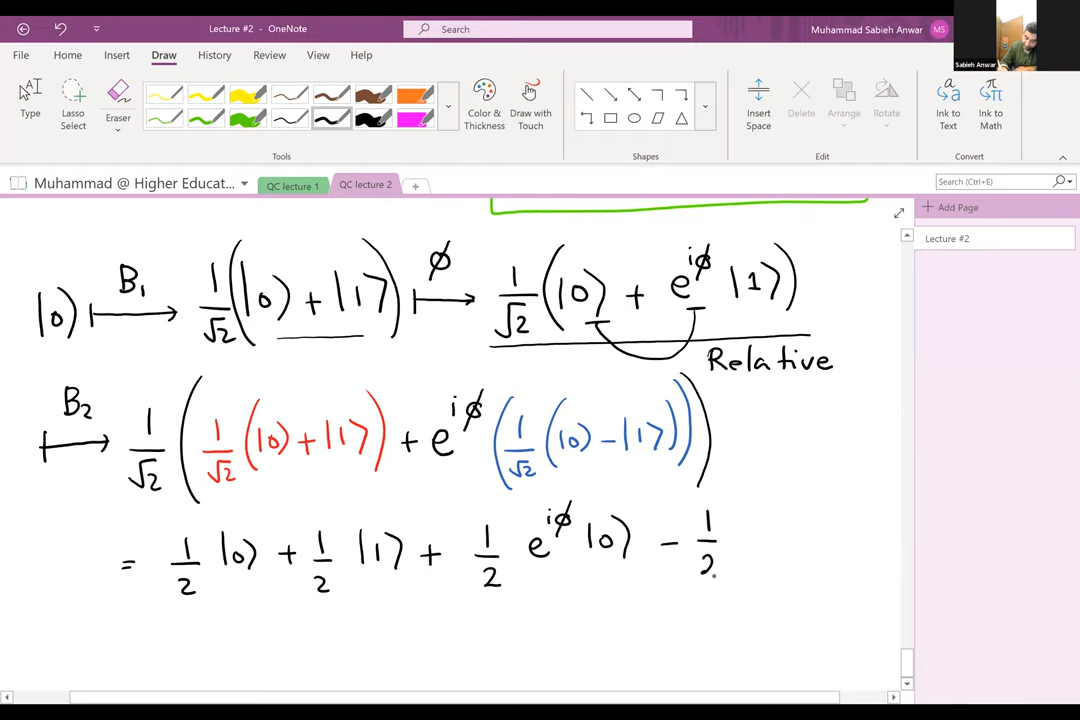 Lecture #2 - OneNote
Search
Muhammad Sabieh Anwar
MS
Sabieh Anwar
File Home Insert Draw History Review View Help
Type
Lasso Select
Eraser
Color & Thickness
Draw with Touch
Insert Space
Delete
Arrange
Rotate
Ink to Text
Ink to Math
Tools
Shapes
Edit
Convert
Muhammad @ Higher Educat...
QC lecture 1
QC lecture 2
Search (Ctrl+E)
Add Page
Lecture #2
|0⟩ ⟼ B₁ 1/√2 (|0⟩ + |1⟩) ⟼ φ 1/√2 (|0⟩ + e^{iφ} |1⟩)
Relative
⟼ B₂ 1/√2 (1/√2 (|0⟩ + |1⟩) + e^{iφ} (1/√2 (|0⟩ - |1⟩)))
= 1/2 |0⟩ + 1/2 |1⟩ + 1/2 e^{iφ} |0⟩ - 1/2